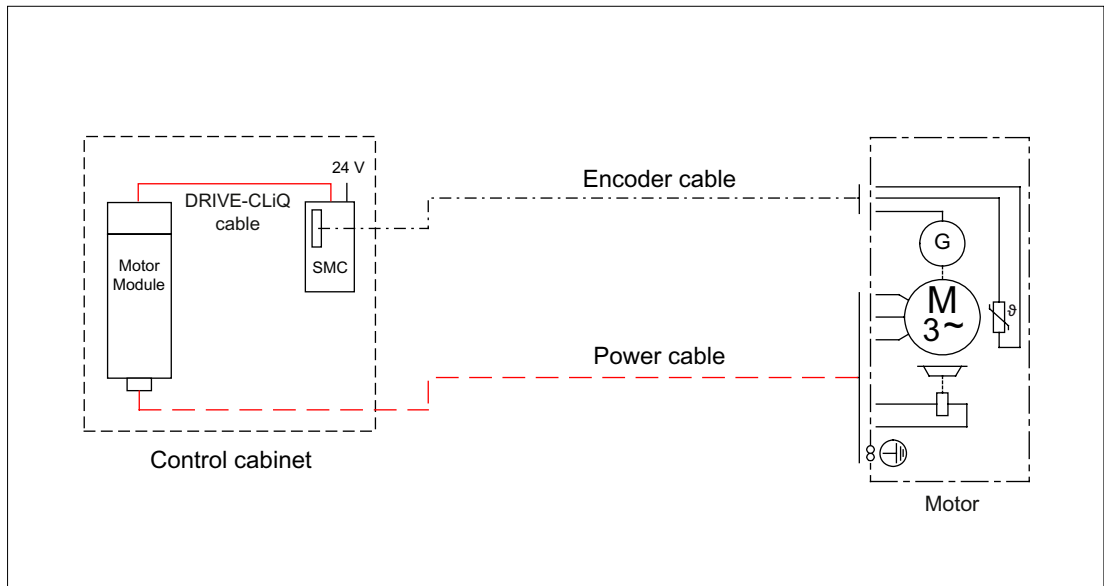 24 V
DRIVE-CLiQ
cable
Encoder cable
Motor
Module
SMC
G
M
3~
ϑ
Power cable
Control cabinet
Motor